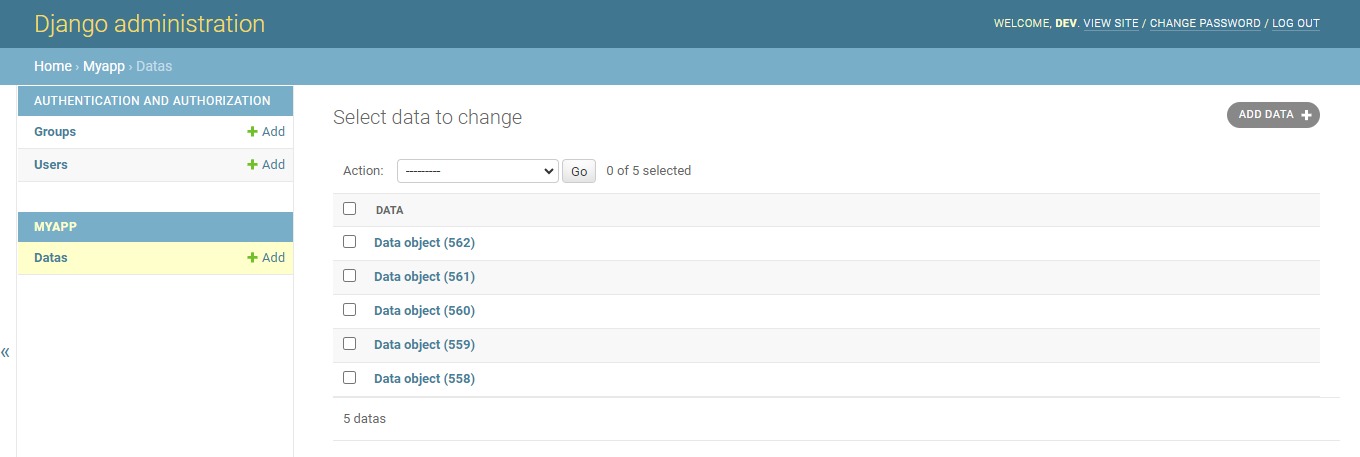 Django administration
WELCOME, DEV. VIEW SITE / CHANGE PASSWORD / LOG OUT
Home › Myapp › Datas
AUTHENTICATION AND AUTHORIZATION
Groups + Add
Users + Add
MYAPP
Datas + Add
«
Select data to change
ADD DATA +
Action: --------- Go 0 of 5 selected
DATA
Data object (562)
Data object (561)
Data object (560)
Data object (559)
Data object (558)
5 datas